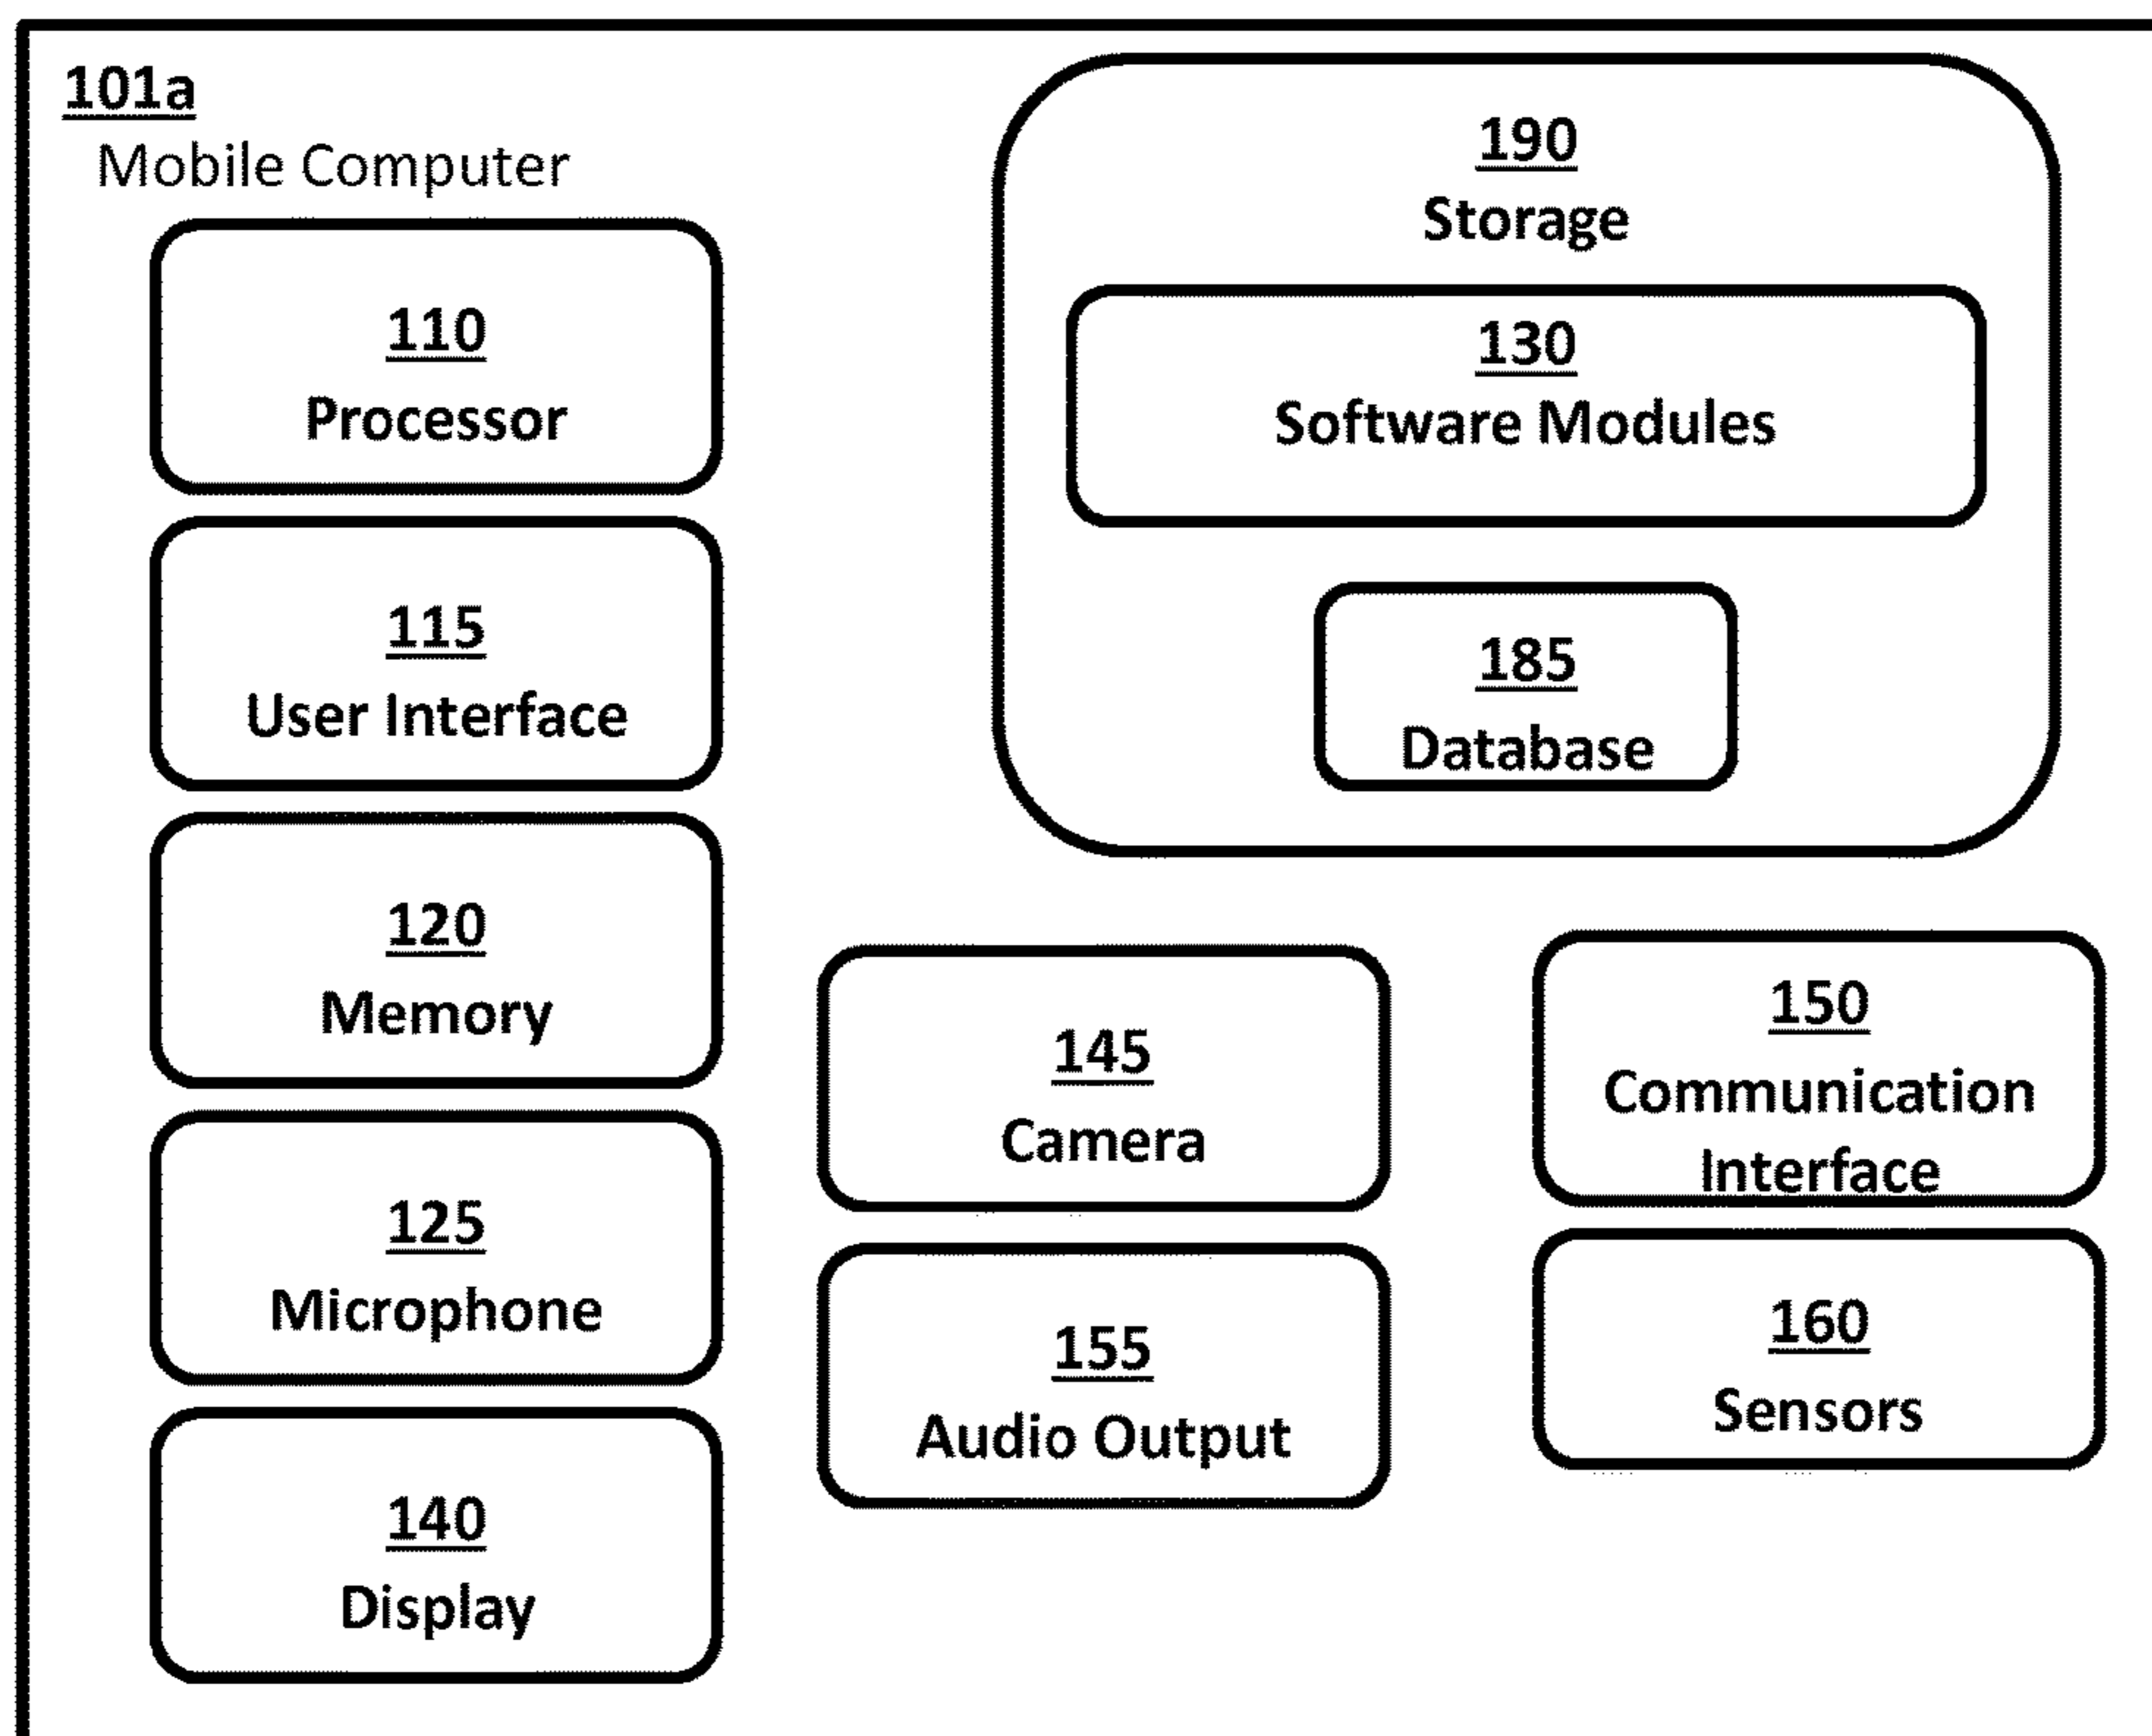 101a
Mobile Computer
110
Processor
115
User Interface
120
Memory
125
Microphone
140
Display
190
Storage
130
Software Modules
185
Database
145
Camera
155
Audio Output
150
Communication
Interface
160
Sensors